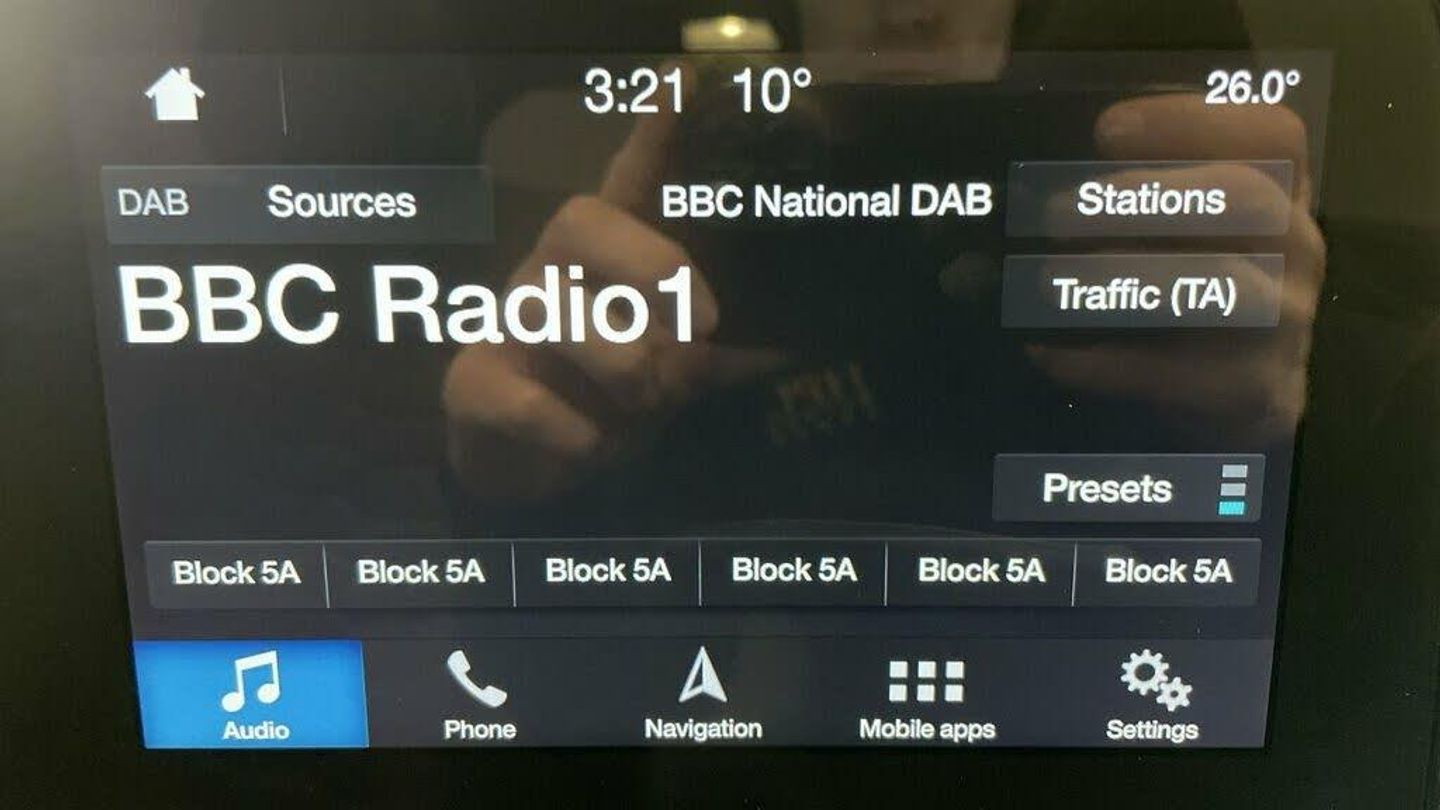 3:21 10° 26.0°
DAB Sources BBC National DAB Stations
BBC Radio1
Traffic (TA)
Presets
Block 5A Block 5A Block 5A Block 5A Block 5A Block 5A
Audio Phone Navigation Mobile apps Settings